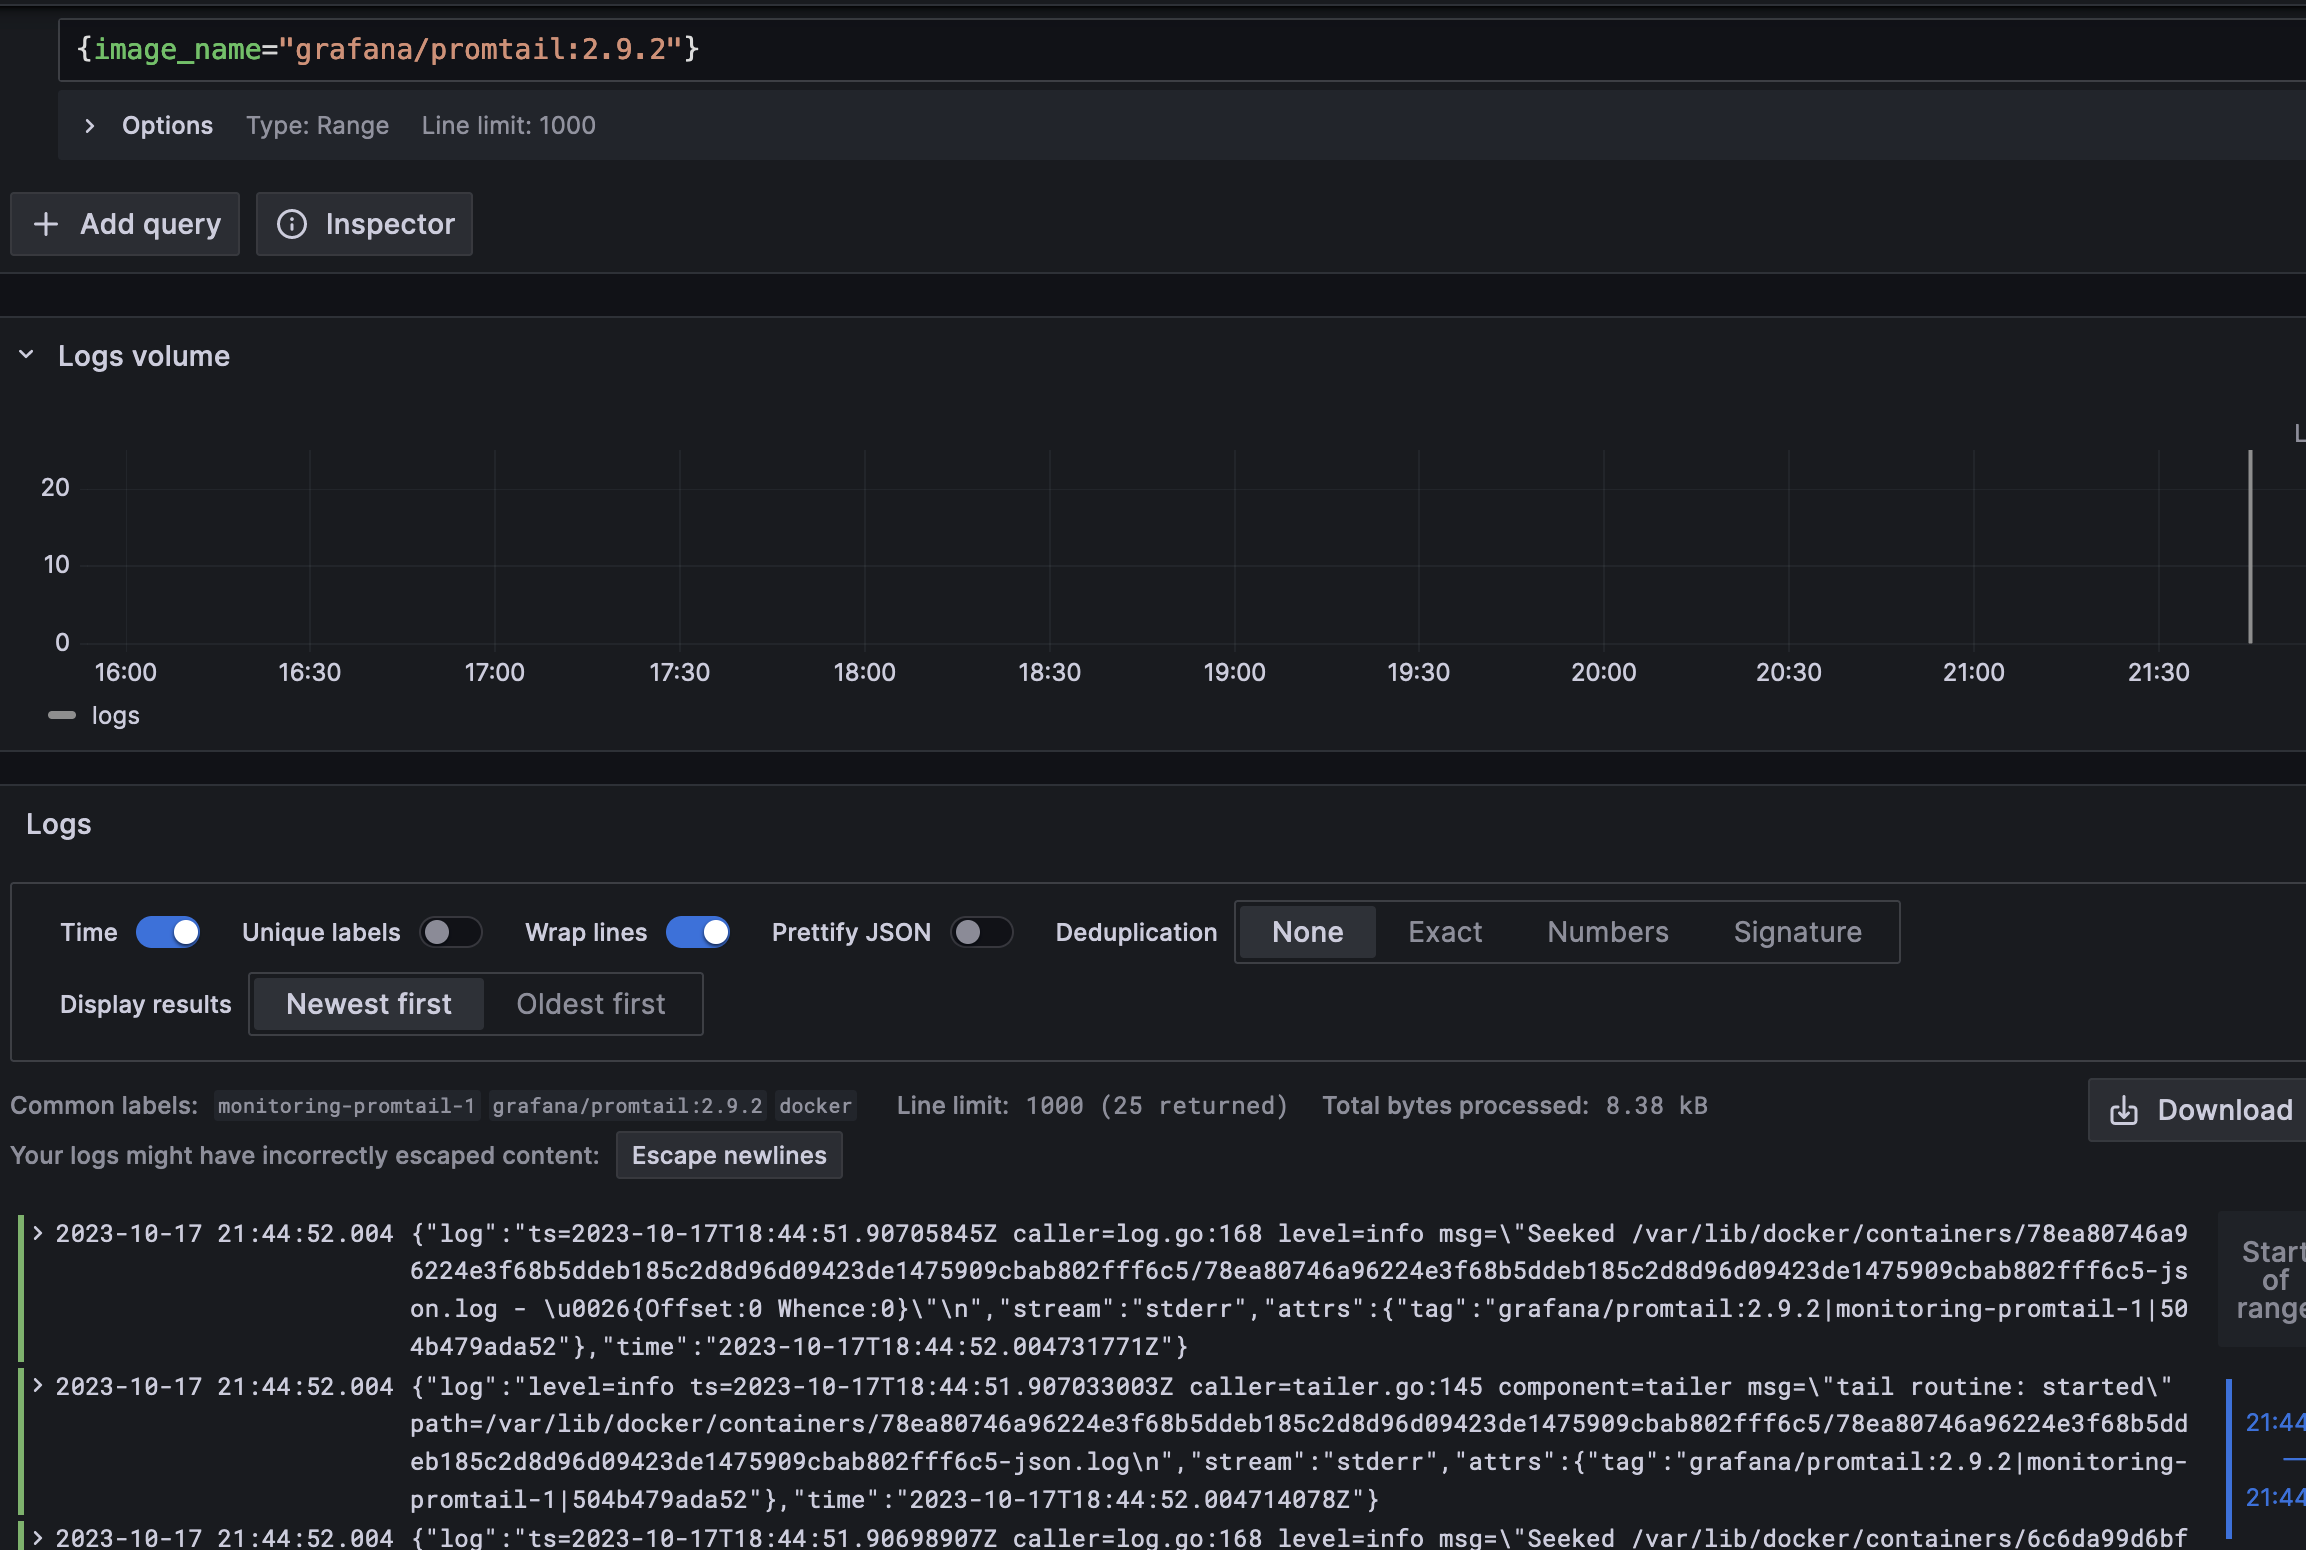 {image_name="grafana/promtail:2.9.2"}
Options Type: Range Line limit: 1000
Add query Inspector
Logs volume
L
20
10
0
16:00 16:30 17:00 17:30 18:00 18:30 19:00 19:30 20:00 20:30 21:00 21:30
logs
Logs
Time Unique labels Wrap lines Prettify JSON Deduplication None Exact Numbers Signature
Display results Newest first Oldest first
Common labels: monitoring-promtail-1 grafana/promtail:2.9.2 docker Line limit: 1000 (25 returned) Total bytes processed: 8.38 kB
Download
Your logs might have incorrectly escaped content: Escape newlines
2023-10-17 21:44:52.004 {"log":"ts=2023-10-17T18:44:51.90705845Z caller=log.go:168 level=info msg=\"Seeked /var/lib/docker/containers/78ea80746a9
6224e3f68b5ddeb185c2d8d96d09423de1475909cbab802fff6c5/78ea80746a96224e3f68b5ddeb185c2d8d96d09423de1475909cbab802fff6c5-js
on.log - \u0026{Offset:0 Whence:0}\"\n","stream":"stderr","attrs":{"tag":"grafana/promtail:2.9.2|monitoring-promtail-1|50
4b479ada52"},"time":"2023-10-17T18:44:52.004731771Z"}
2023-10-17 21:44:52.004 {"log":"level=info ts=2023-10-17T18:44:51.907033003Z caller=tailer.go:145 component=tailer msg=\"tail routine: started\"
path=/var/lib/docker/containers/78ea80746a96224e3f68b5ddeb185c2d8d96d09423de1475909cbab802fff6c5/78ea80746a96224e3f68b5dd
eb185c2d8d96d09423de1475909cbab802fff6c5-json.log\n","stream":"stderr","attrs":{"tag":"grafana/promtail:2.9.2|monitoring-
promtail-1|504b479ada52"},"time":"2023-10-17T18:44:52.004714078Z"}
2023-10-17 21:44:52.004 {"log":"ts=2023-10-17T18:44:51.90698907Z caller=log.go:168 level=info msg=\"Seeked /var/lib/docker/containers/6c6da99d6bf
Start
of
range
21:44
—
21:44